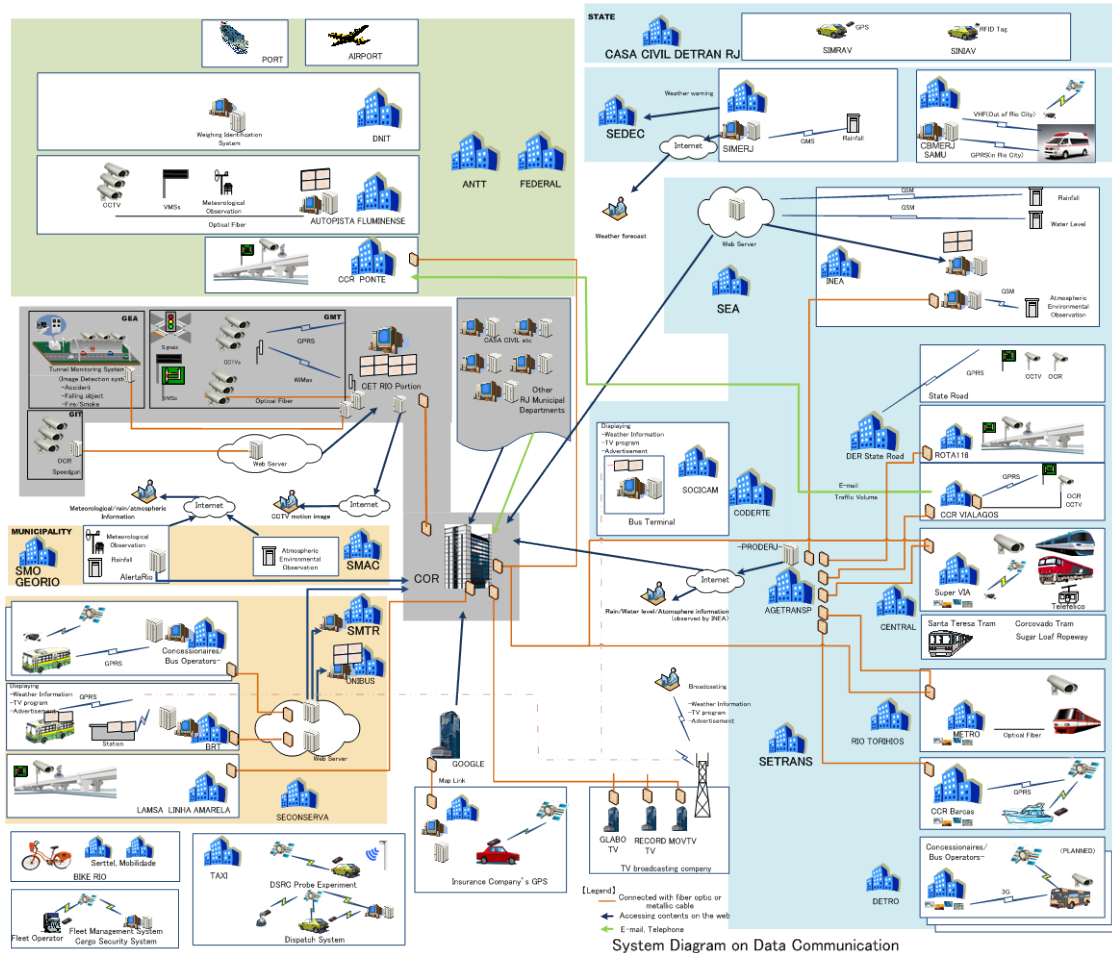 PORT
AIRPORT
Weighing Identification
System
DNIT
CCTV
VMSs
Meteorological
Observation
AUTOPISTA FLUMINENSE
Optical Fiber
CCR PONTE
ANTT
FEDERAL
STATE
CASA CIVIL DETRAN RJ
GPS
SIMRAV
RFID Tag
SINIAV
SEDEC
Weather warning
Internet
SIMERJ
GMS
Rainfall
Weather forecast
CBMERJ
SAMU
VHF(Out of Rio City)
GPRS(in Rio City)
Web Server
GSM
Rainfall
GSM
Water Level
INEA
GSM
Atmospheric
Environmental
Observation
SEA
GEA
Tunnel Monitoring System
Omage Detection syst
-Accident
-Falling object
-Fire/Smoke
GMT
Signals
CCTVs
GPRS
WiMax
VMSs
Optical Fiber
CET RIO Portion
GIT
OCR
Speedgun
Web Server
CASA CIVIL etc
Other
RJ Municipal
Departments
Meteorological/rain/atmospheric
Information
Internet
CCTV motion image
Internet
MUNICIPALITY
SMO
GEORIO
Meteorological
Observation
Rainfall
AlertaRio
Atmospheric
Environmental
Observation
SMAC
COR
Displaying
-Weather Information
-TV program
-Advertisement
Bus Terminal
SOCICAM
CODERTE
E-mail
Traffic Volume
DER State Road
GPRS
CCTV
OCR
State Road
ROTA116
GPRS
OCR
CCTV
CCR VIALAGOS
-PRODERJ-
Internet
AGETRANSP
Rain/Water level/Atomosphere information
(observed by INEA)
CENTRAL
Super VIA
Telefelico
Santa Teresa Tram
Corcovado Tram
Sugar Loaf Ropeway
SMTR
ONIBUS
GPRS
Concessionaires/
Bus Operators-
Displaying
-Weather Information
-TV program
-Advertisement
GPRS
Station
BRT
Web Server
LAMSA LINHA AMARELA
SECONSERVA
GOOGLE
Map Link
Insurance Company's GPS
Broadcasting
-Weather Information
-TV program
-Advertisement
GLABO
TV
RECORD
TV
MOVTV
TV broadcasting company
SETRANS
RIO TORIHIOS
METRO
Optical Fiber
CCR Barcas
GPRS
DETRO
Concessionaires/
Bus Operators-
(PLANNED)
3G
BIKE RIO
Serttel, Mobilidade
Fleet Operator
GPS
Fleet Management System
Cargo Security System
TAXI
DSRC Probe Experiment
Dispatch System
【Legend】
Connected with fiber optic or
metallic cable
Accessing contents on the web
E-mail, Telephone
System Diagram on Data Communication